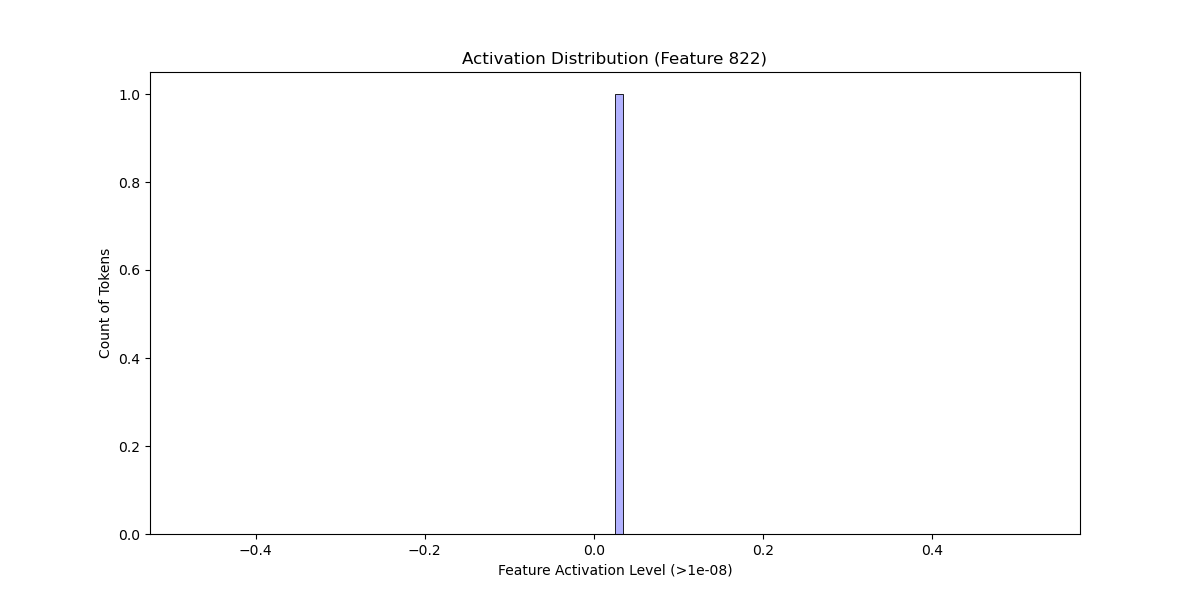 Activation Distribution (Feature 822)
1.0
0.8
0.6
0.4
0.2
0.0
Count of Tokens
−0.4 −0.2 0.0 0.2 0.4
Feature Activation Level (>1e-08)